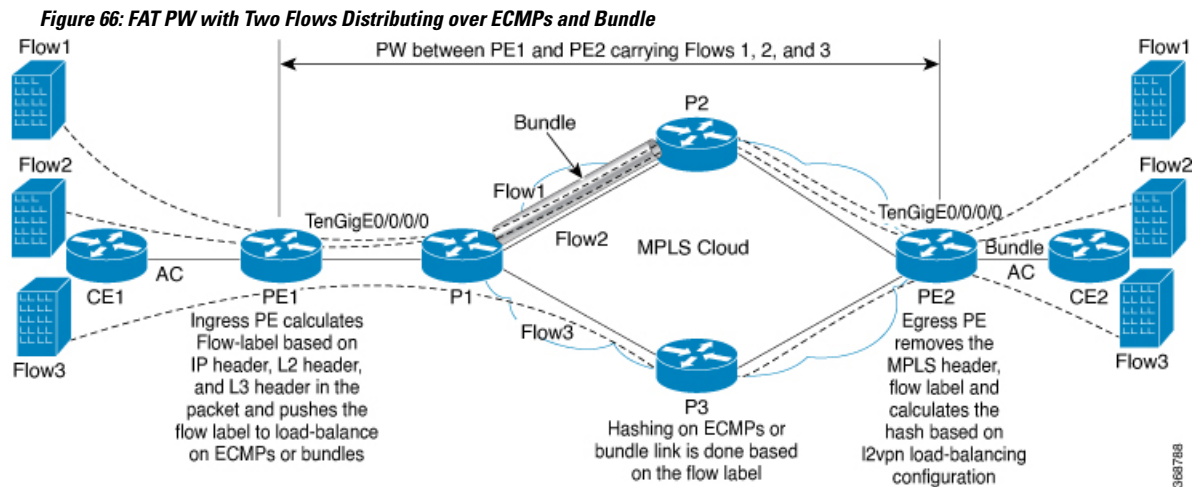 Figure 66: FAT PW with Two Flows Distributing over ECMPs and Bundle
Flow1
PW between PE1 and PE2 carrying Flows 1, 2, and 3
Flow1
P2
Bundle
Flow2
Flow1
Flow2
TenGigE0/0/0/0
Flow2
MPLS Cloud
TenGigE0/0/0/0
Bundle
AC
AC
CE1
PE1
P1
PE2
CE2
Flow3
Flow3
Flow3
Ingress PE calculates
Flow-label based on
IP header, L2 header,
and L3 header in the
packet and pushes the
flow label to load-balance
on ECMPs or bundles
P3
Hashing on ECMPs or
bundle link is done based
on the flow label
Egress PE
removes the
MPLS header,
flow label and
calculates the
hash based on
l2vpn load-balancing
configuration
368788